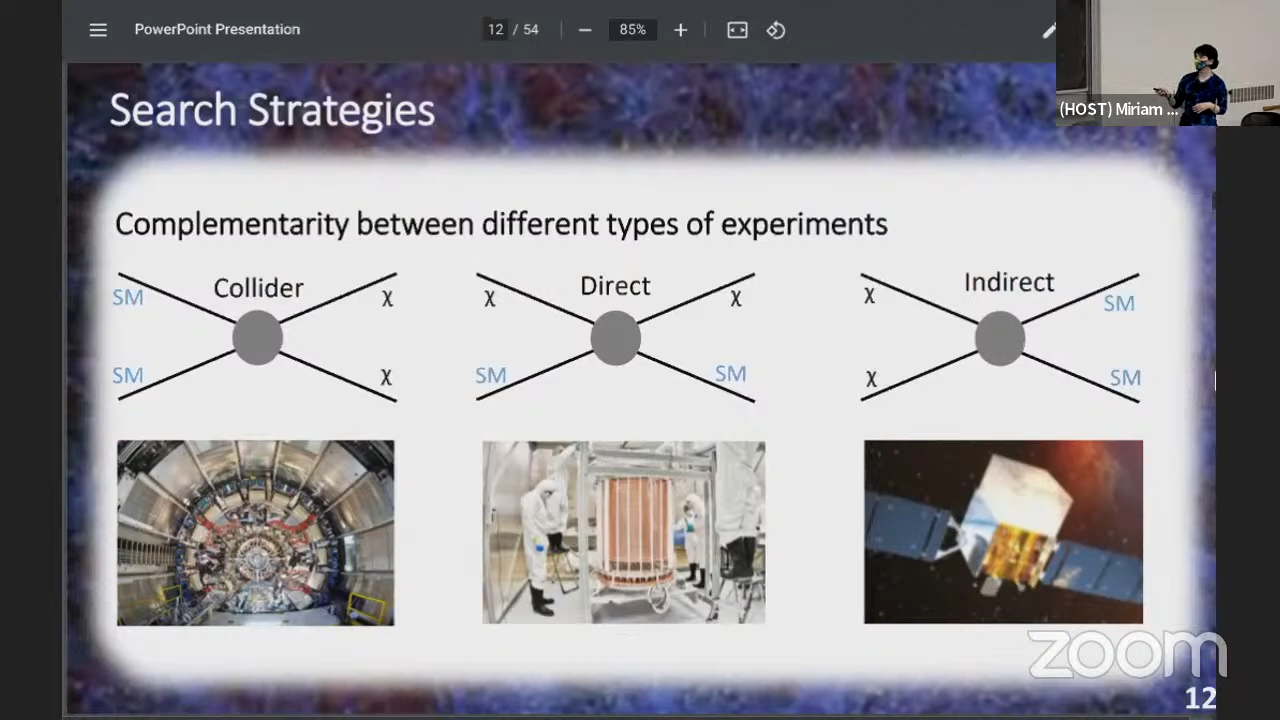 PowerPoint Presentation
12 / 54
85%
(HOST) Miriam ...
Search Strategies
Complementarity between different types of experiments
Collider
SM
χ
SM
χ
Direct
χ
χ
SM
SM
Indirect
χ
SM
χ
SM
zoom
12